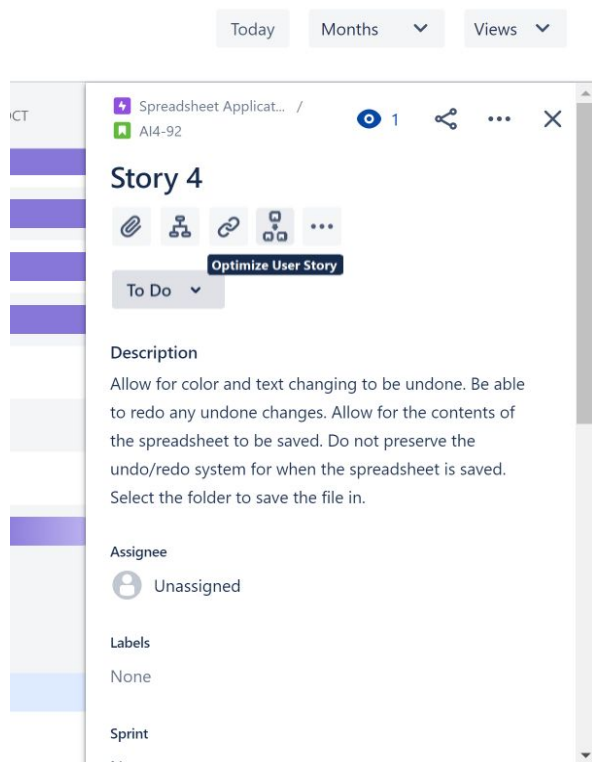 Today Months Views
CT
Spreadsheet Applicat... /
1
AI4-92
Story 4
Optimize User Story
To Do
Description
Allow for color and text changing to be undone. Be able
to redo any undone changes. Allow for the contents of
the spreadsheet to be saved. Do not preserve the
undo/redo system for when the spreadsheet is saved.
Select the folder to save the file in.
Assignee
Unassigned
Labels
None
Sprint